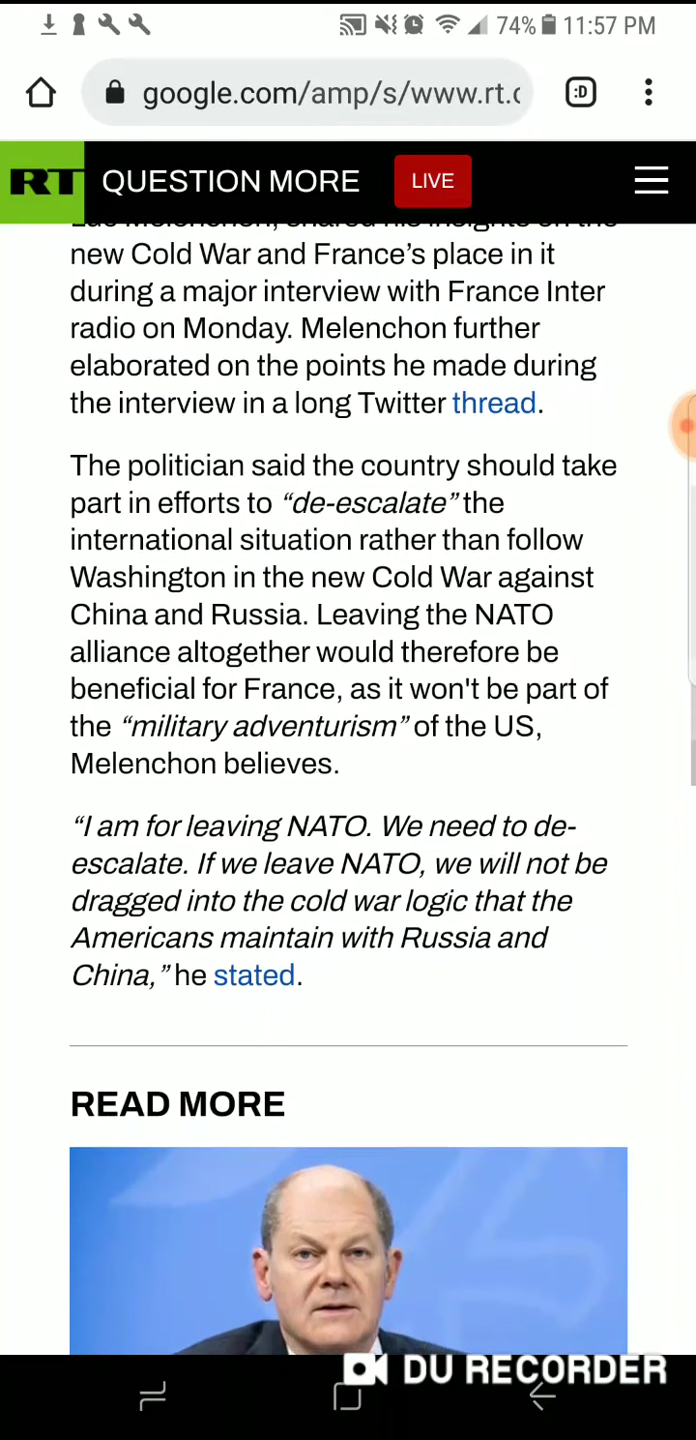 74% 11:57 PM
google.com/amp/s/www.rt.c
:D
RT QUESTION MORE LIVE
Luc Melenchon, shared his insights on the
new Cold War and France’s place in it
during a major interview with France Inter
radio on Monday. Melenchon further
elaborated on the points he made during
the interview in a long Twitter thread.
The politician said the country should take
part in efforts to “de-escalate” the
international situation rather than follow
Washington in the new Cold War against
China and Russia. Leaving the NATO
alliance altogether would therefore be
beneficial for France, as it won't be part of
the “military adventurism” of the US,
Melenchon believes.
“I am for leaving NATO. We need to de-
escalate. If we leave NATO, we will not be
dragged into the cold war logic that the
Americans maintain with Russia and
China,” he stated.
READ MORE
DU RECORDER